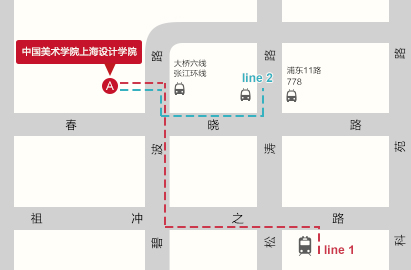 中国美术学院上海设计学院
A
大桥六线
张江环线
line 2
浦东11路
778
路
路
路
春 晓 路
波
涛
杨
祖 冲 之 路
碧
松
科
line 1